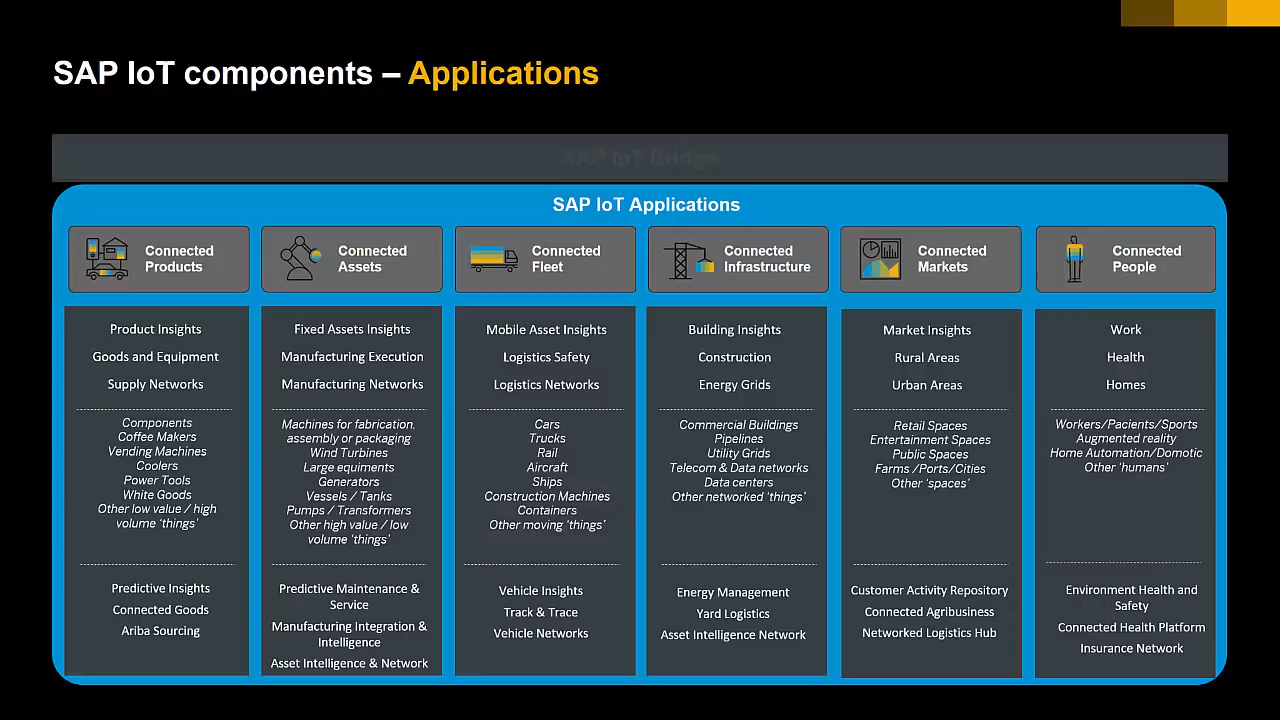 SAP IoT components – Applications
SAP IoT Bridge
SAP IoT Applications
Connected
Products
Connected
Assets
Connected
Fleet
Connected
Infrastructure
Connected
Markets
Connected
People
Product Insights
Goods and Equipment
Supply Networks
Components
Coffee Makers
Vending Machines
Coolers
Power Tools
White Goods
Other low value / high
volume ‘things’
Predictive Insights
Connected Goods
Ariba Sourcing
Fixed Assets Insights
Manufacturing Execution
Manufacturing Networks
Machines for fabrication,
assembly or packaging
Wind Turbines
Large equiments
Generators
Vessels / Tanks
Pumps / Transformers
Other high value / low
volume ‘things’
Predictive Maintenance &
Service
Manufacturing Integration &
Intelligence
Asset Intelligence & Network
Mobile Asset Insights
Logistics Safety
Logistics Networks
Cars
Trucks
Rail
Aircraft
Ships
Construction Machines
Containers
Other moving ‘things’
Vehicle Insights
Track & Trace
Vehicle Networks
Building Insights
Construction
Energy Grids
Commercial Buildings
Pipelines
Utility Grids
Telecom & Data networks
Data centers
Other networked ‘things’
Energy Management
Yard Logistics
Asset Intelligence Network
Market Insights
Rural Areas
Urban Areas
Retail Spaces
Entertainment Spaces
Public Spaces
Farms /Ports/Cities
Other ‘spaces’
Customer Activity Repository
Connected Agribusiness
Networked Logistics Hub
Work
Health
Homes
Workers/Pacients/Sports
Augmented reality
Home Automation/Domotic
Other ‘humans’
Environment Health and
Safety
Connected Health Platform
Insurance Network